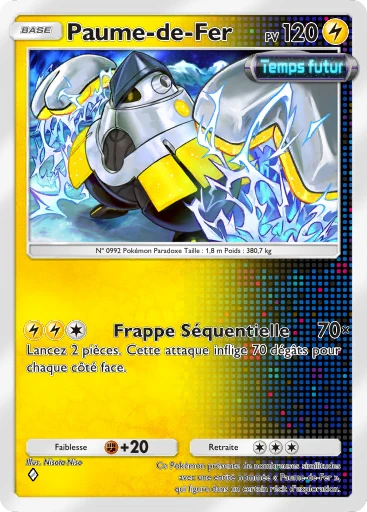 BASE Paume-de-Fer PV 120
Temps futur
N° 0992 Pokémon Paradoxe Taille : 1,8 m Poids : 380,7 kg
Frappe Séquentielle 70x
Lancez 2 pièces. Cette attaque inflige 70 dégâts pour
chaque côté face.
Faiblesse +20 Retraite
Illus. Nisota Niso
Ce Pokémon présente de nombreuses similitudes
avec une entité nommée « Paume-de-Fer »,
qui figure dans un certain récit d'exploration.